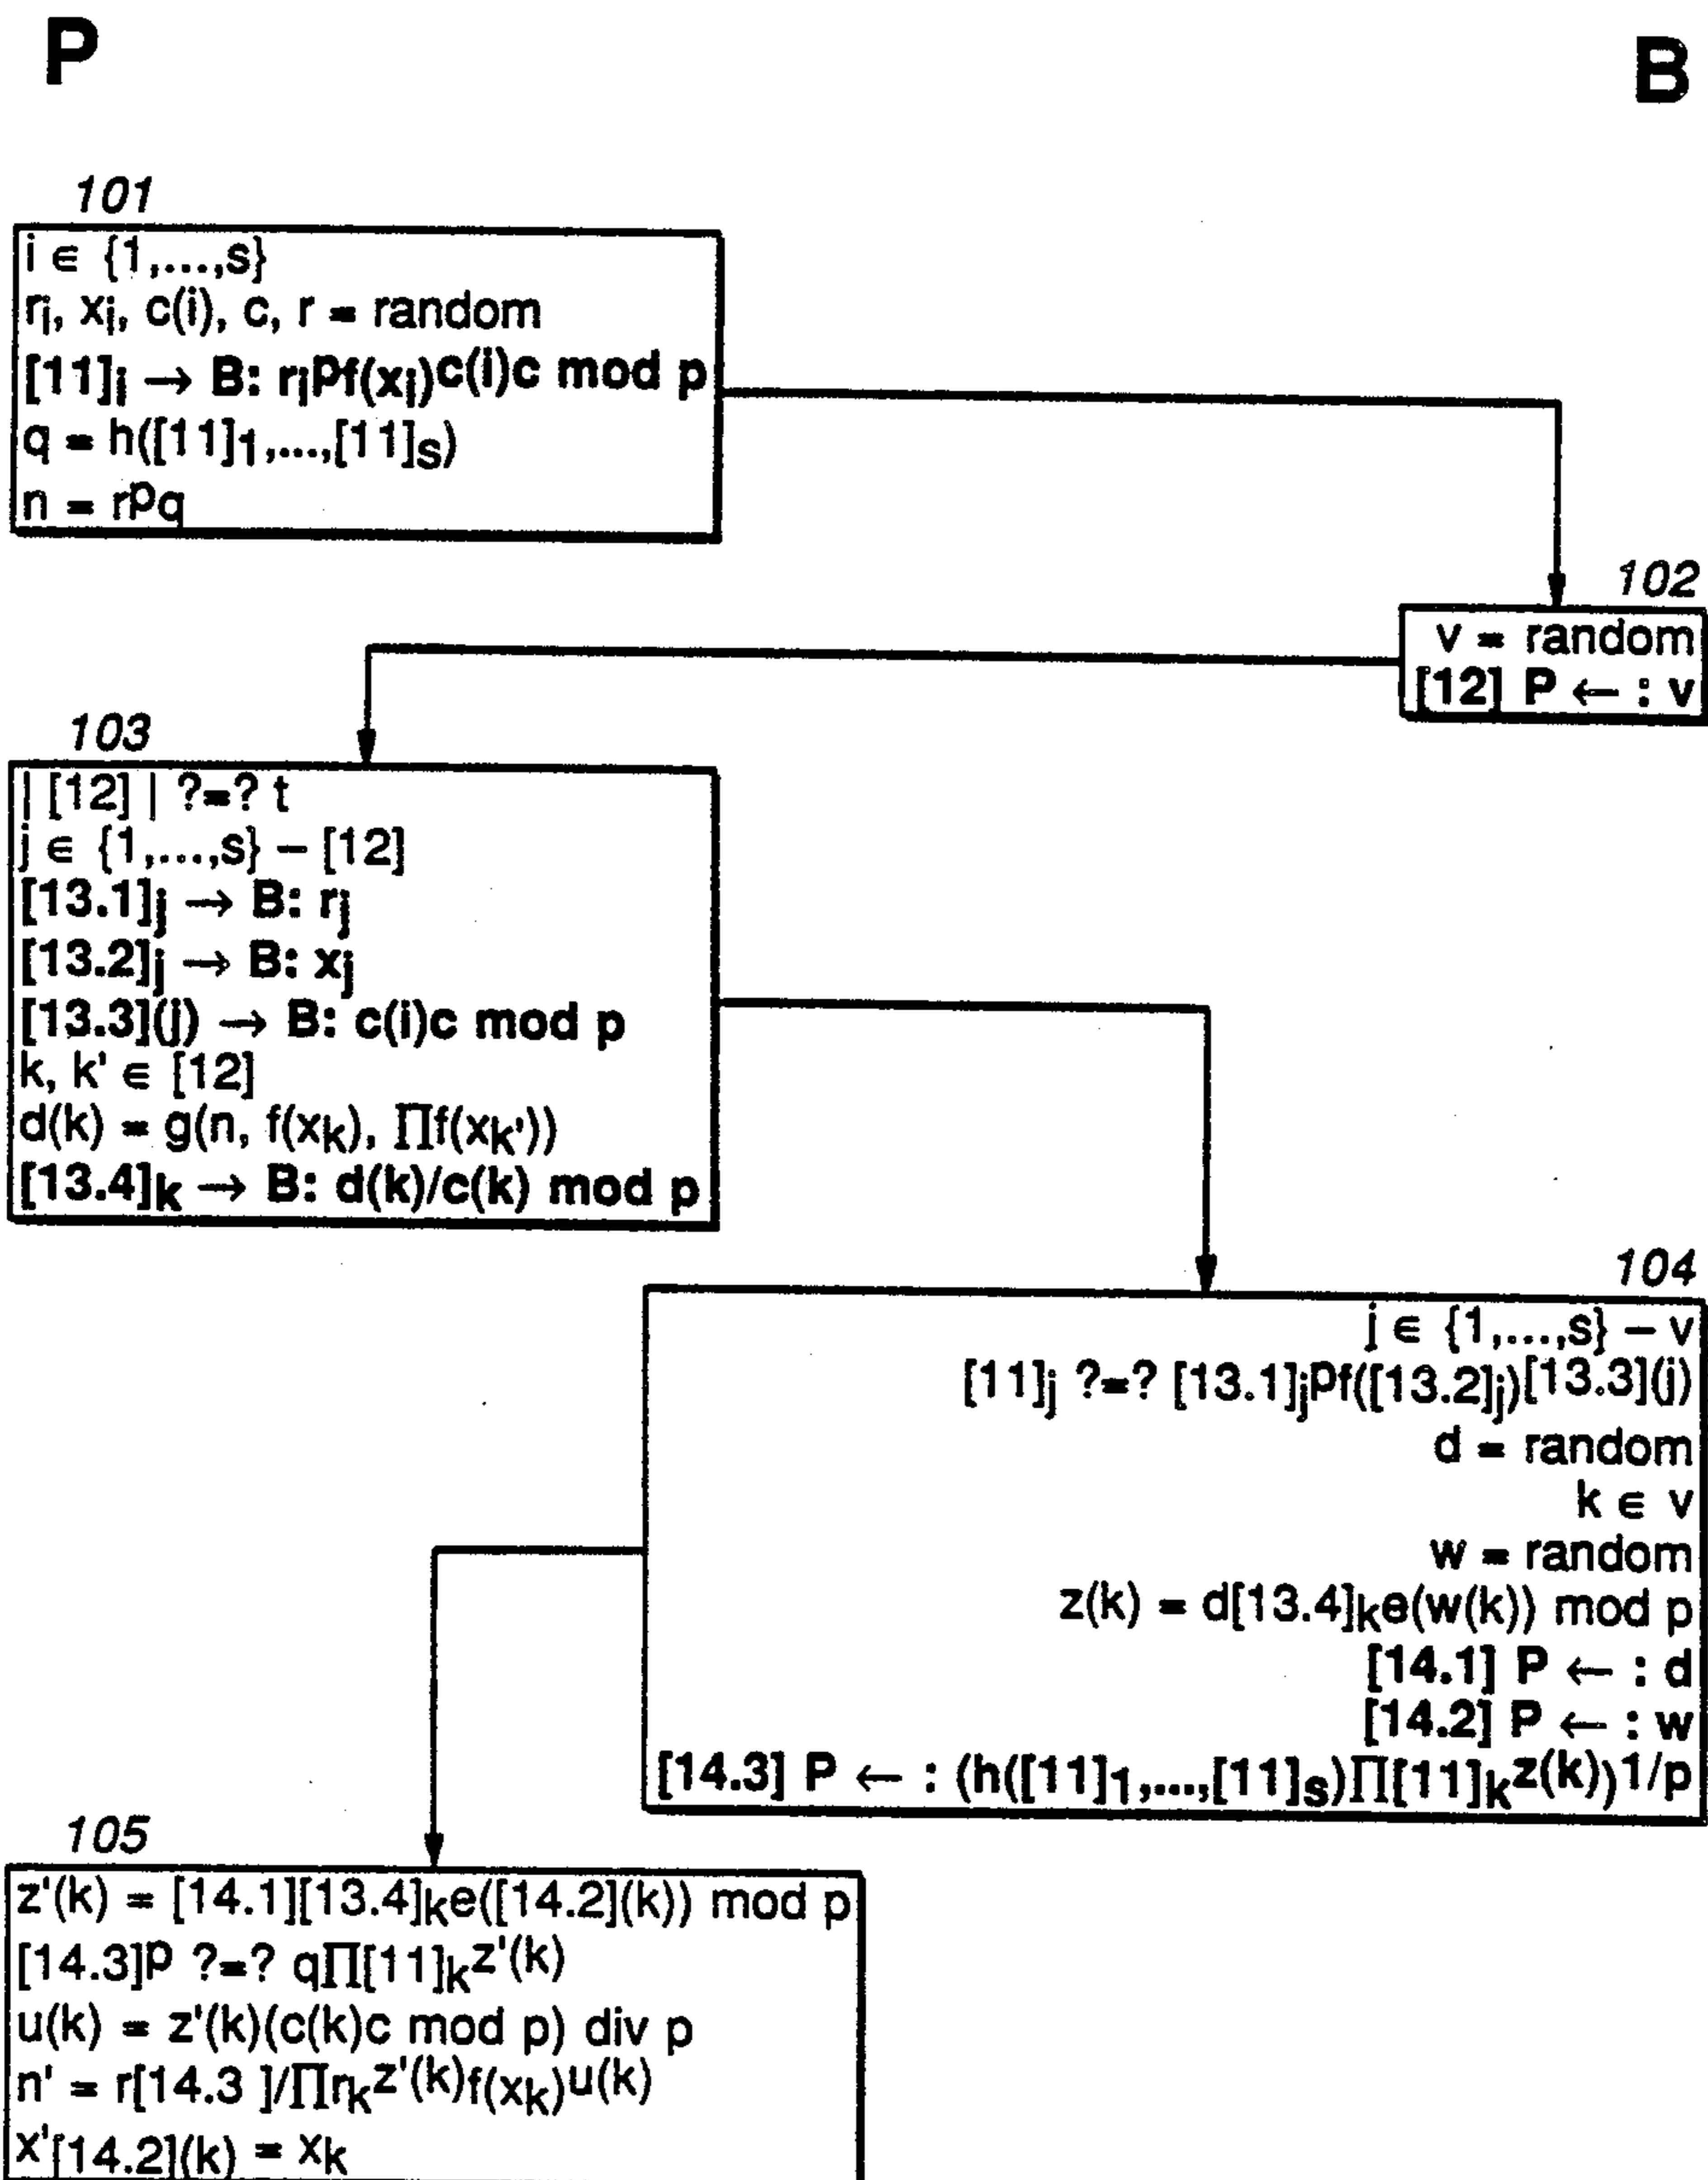 P
B
101
i ∈ {1,...,s}
rᵢ, xᵢ, c(i), c, r = random
[11]ᵢ → B: rᵢᵖf(xᵢ)ᶜ⁽ⁱ⁾ᶜ ᵐᵒᵈ ᵖ
q = h([11]₁,...,[11]ₛ)
n = rᵖq
102
v = random
[12] P ← : v
103
| [12] | ?=? t
j ∈ {1,...,s} – [12]
[13.1]ⱼ → B: rⱼ
[13.2]ⱼ → B: xⱼ
[13.3](j) → B: c(i)c mod p
k, k' ∈ [12]
d(k) = g(n, f(xₖ), Πf(xₖ'))
[13.4]ₖ → B: d(k)/c(k) mod p
104
j ∈ {1,...,s} – v
[11]ⱼ ?=? [13.1]ⱼᵖf([13.2]ⱼ)[13.3](j)
d = random
k ∈ v
w = random
z(k) = d[13.4]ₖe(w(k)) mod p
[14.1] P ← : d
[14.2] P ← : w
[14.3] P ← : (h([11]₁,...,[11]ₛ)Π[11]ₖᶻ⁽ᵏ⁾)¹/ᵖ
105
z'(k) = [14.1][13.4]ₖe([14.2](k)) mod p
[14.3]ᵖ ?=? qΠ[11]ₖᶻ'⁽ᵏ⁾
u(k) = z'(k)(c(k)c mod p) div p
n' = r[14.3 ]/Πrₖᶻ'⁽ᵏ⁾f(xₖ)ᵘ⁽ᵏ⁾
x'[14.2](k) = xₖ